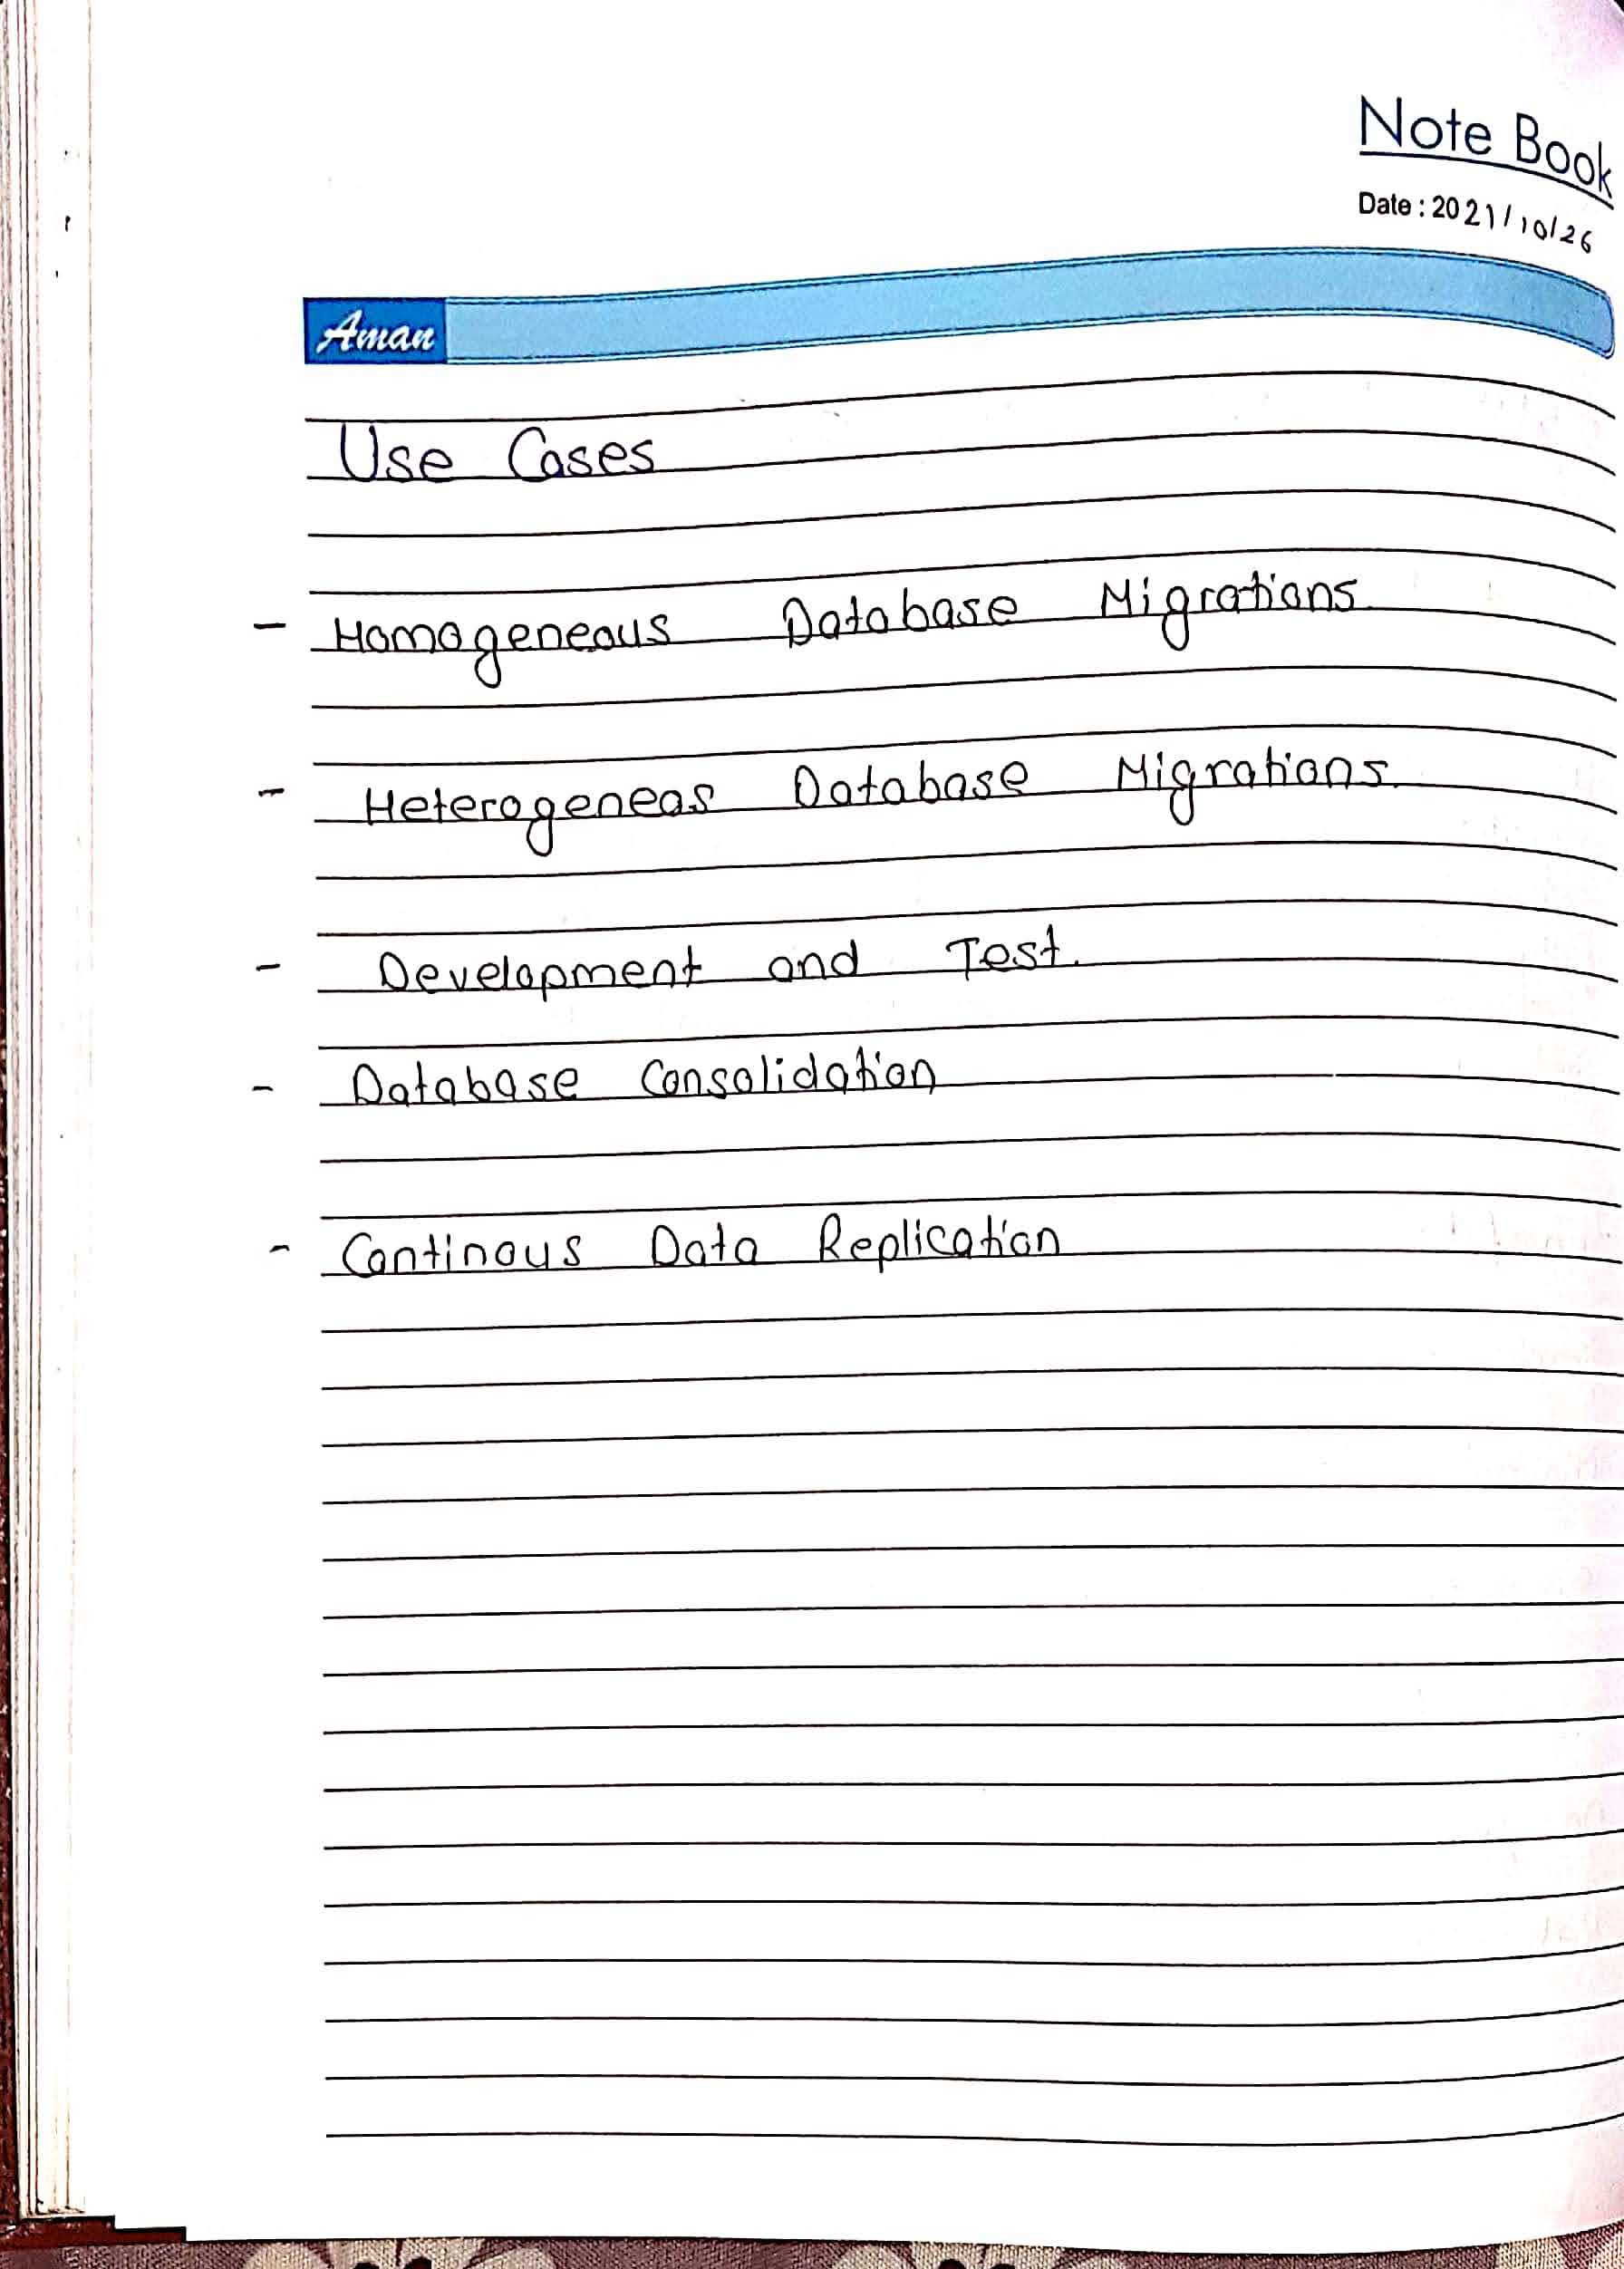 Note Book
Date : 2021/10/26
Aman
Use Cases
- Homogeneous Database Migrations.
- Heterogeneas Database Migrations.
- Development and Test.
- Database Consolidation
- Continous Data Replication